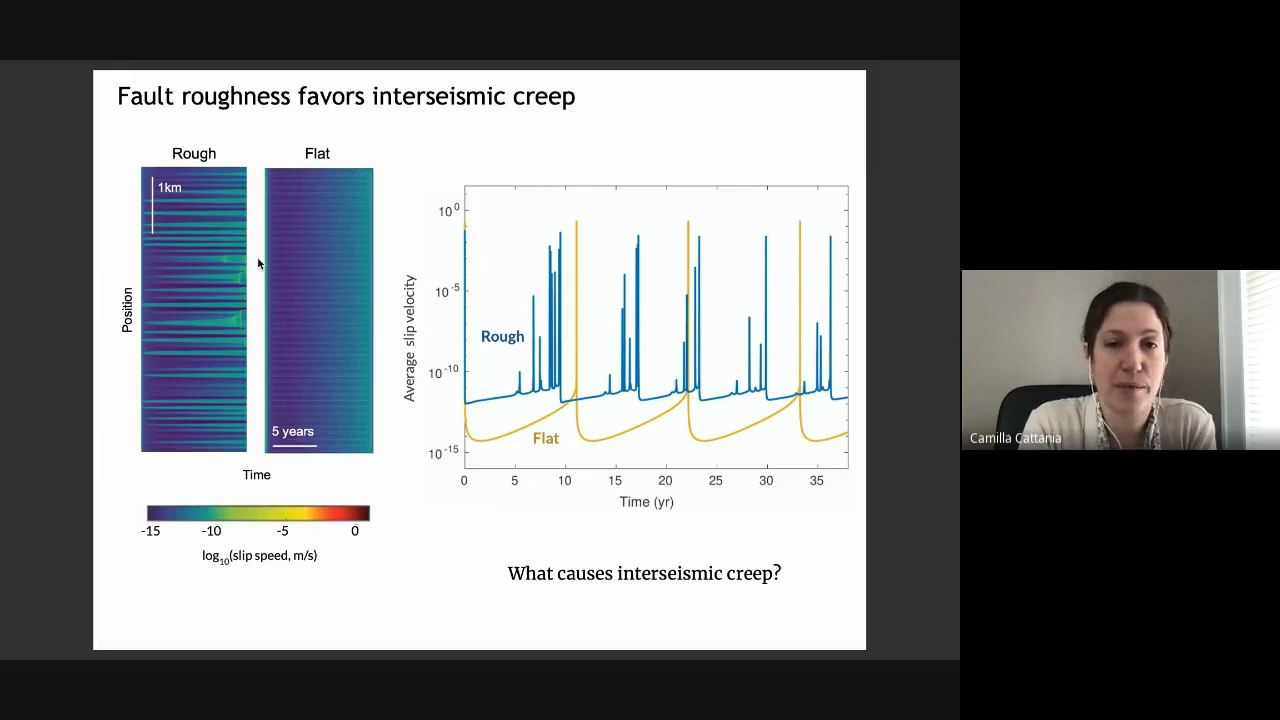 Fault roughness favors interseismic creep
Rough
Flat
1km
Position
5 years
Time
-15
-10
-5
0
log10(slip speed, m/s)
Average slip velocity
10^0
10^-5
10^-10
10^-15
Rough
Flat
0
5
10
15
20
25
30
35
Time (yr)
What causes interseismic creep?
Camilla Cattania